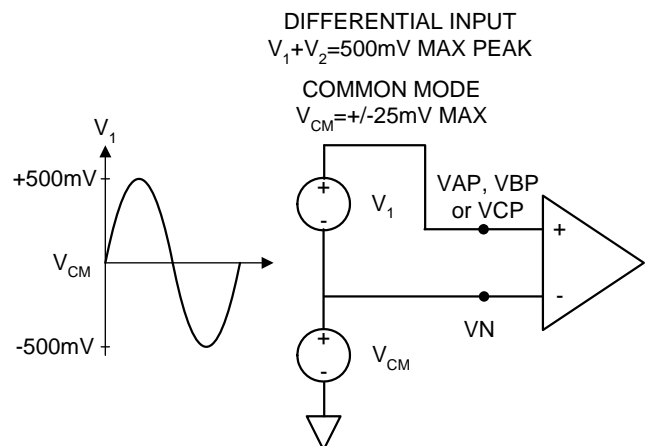 DIFFERENTIAL INPUT
V1+V2=500mV MAX PEAK
COMMON MODE
VCM=+/-25mV MAX
V1
+500mV
VCM
-500mV
+
-
V1
+
-
VCM
VAP, VBP
or VCP
VN
+
-